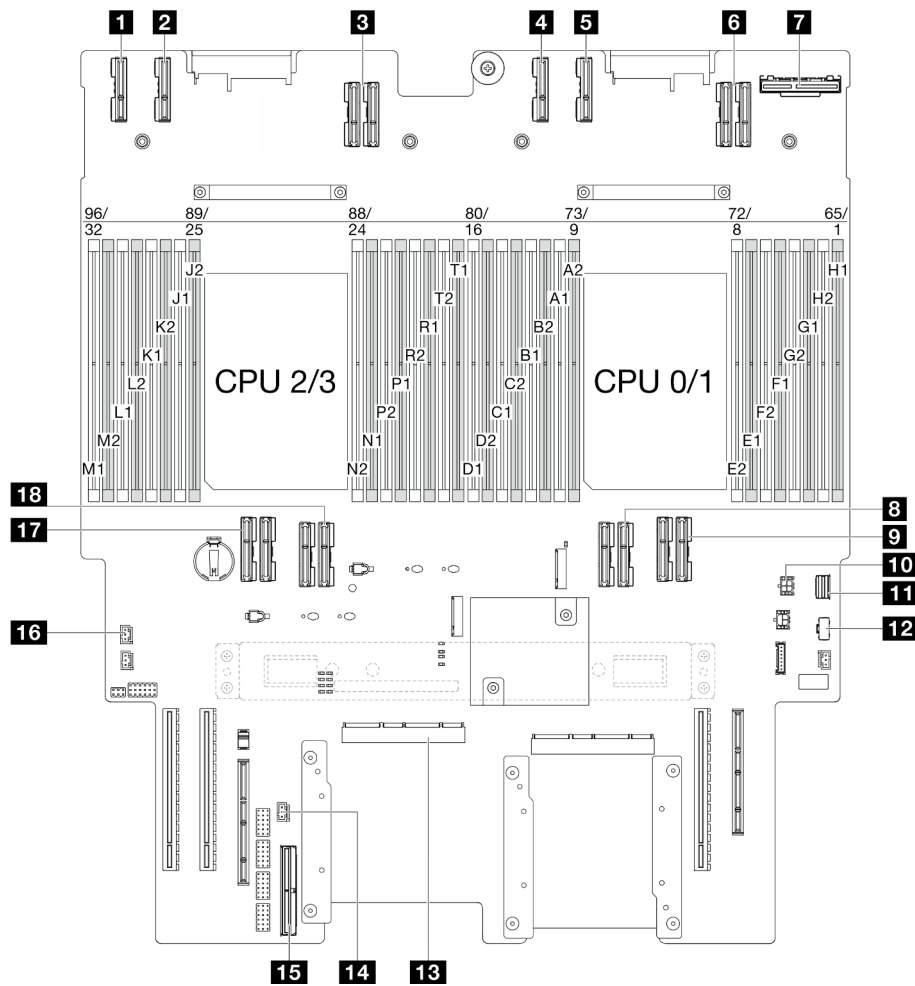 1 2 3 4 5 6 7
96/ 89/ 88/ 80/ 73/ 72/ 65/
32 25 24 16 9 8 1
J2 T1 A2 H1
J1 T2 A1 H2
K2 R1 B2 G1
K1 R2 B1 G2
CPU 2/3 CPU 0/1
L2 P1 C2 F1
L1 P2 C1 F2
M2 N1 D2 E1
M1 N2 D1 E2
18 8
17 9
10
11
16 12
15 14 13